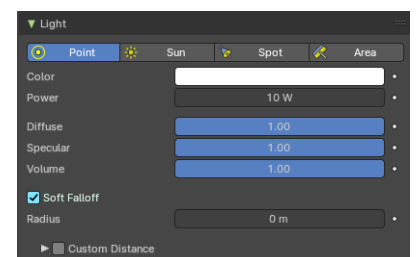 Light
Point Sun Spot Area
Color
Power 10 W
Diffuse 1.00
Specular 1.00
Volume 1.00
Soft Falloff
Radius 0 m
Custom Distance